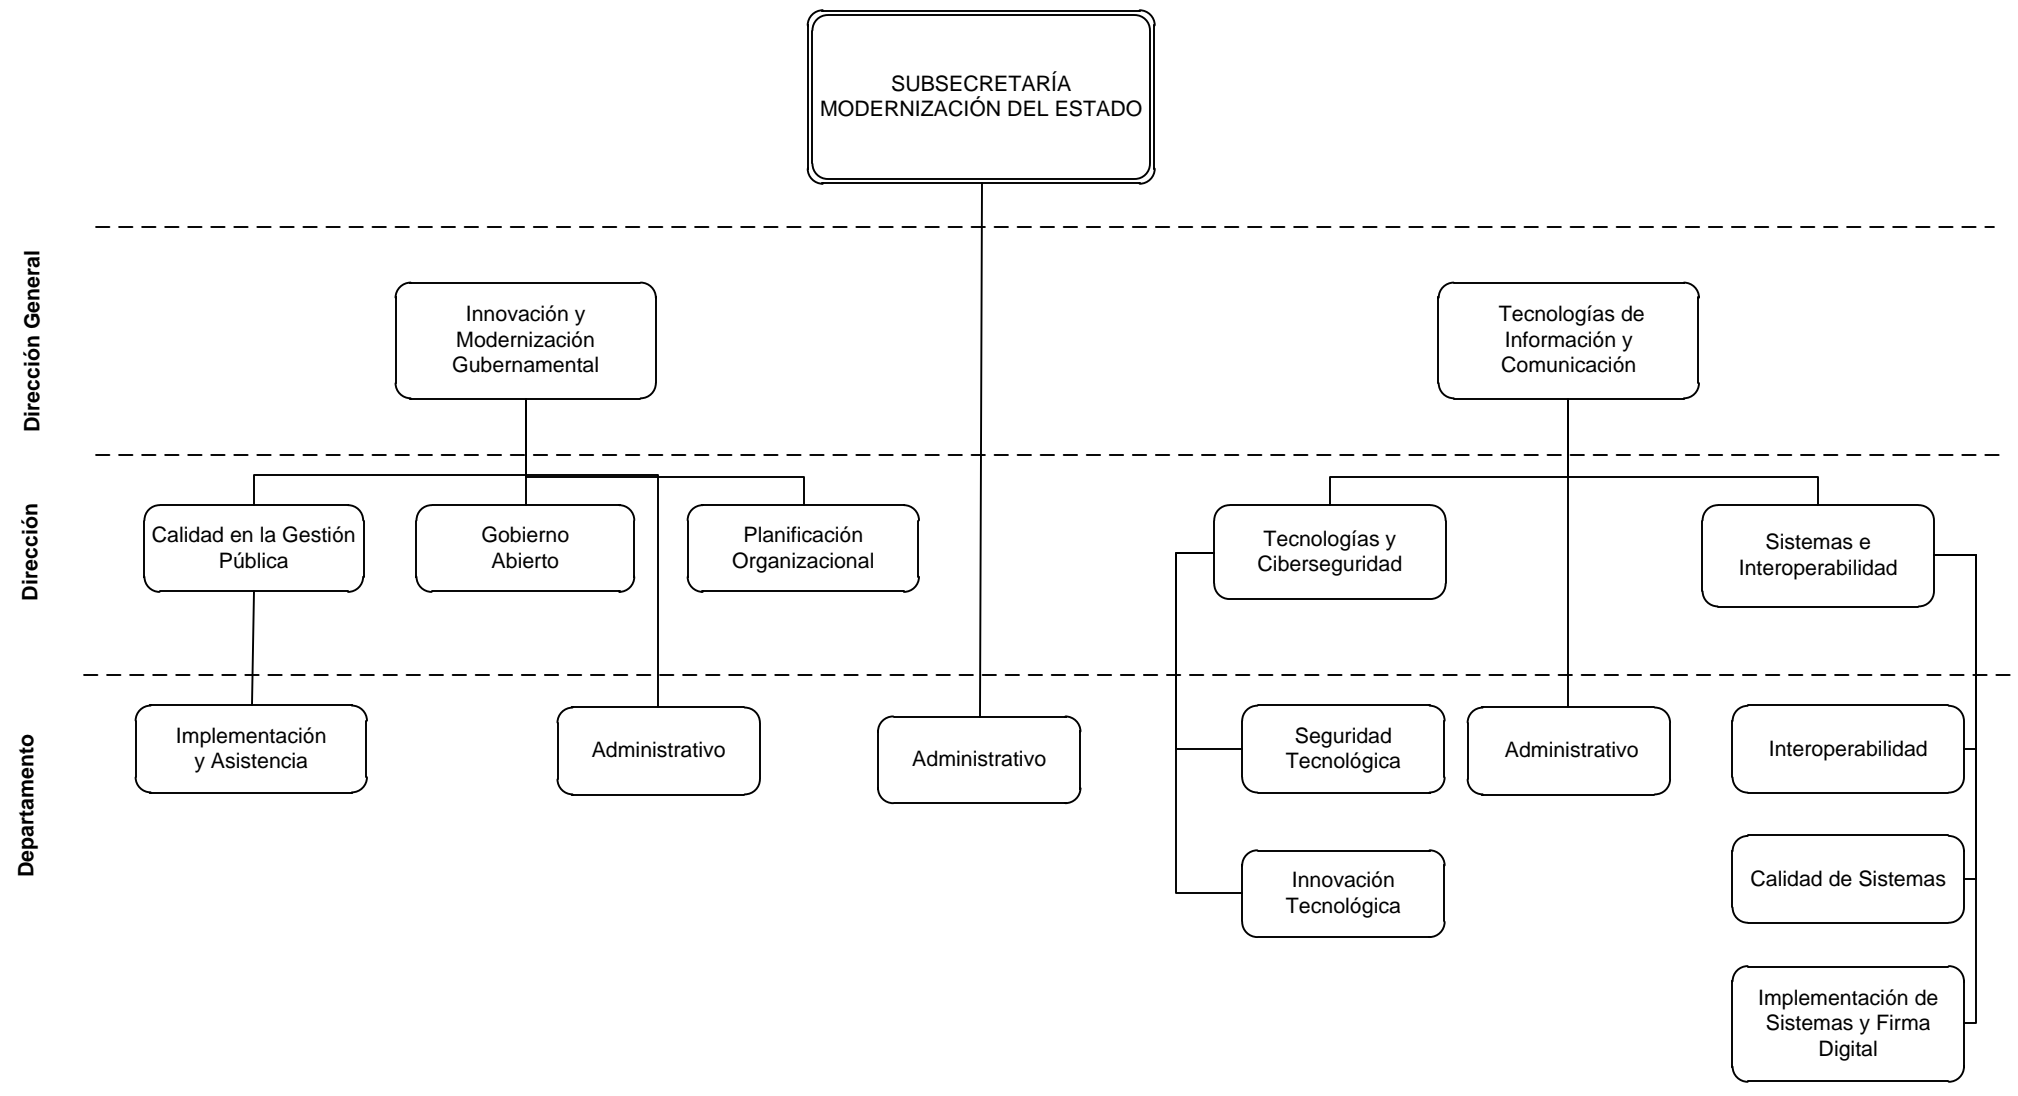 SUBSECRETARÍA
MODERNIZACIÓN DEL ESTADO
Dirección General
Innovación y
Modernización
Gubernamental
Tecnologías de
Información y
Comunicación
Dirección
Calidad en la Gestión
Pública
Gobierno
Abierto
Planificación
Organizacional
Tecnologías y
Ciberseguridad
Sistemas e
Interoperabilidad
Departamento
Implementación
y Asistencia
Administrativo
Administrativo
Seguridad
Tecnológica
Administrativo
Interoperabilidad
Innovación
Tecnológica
Calidad de Sistemas
Implementación de
Sistemas y Firma
Digital